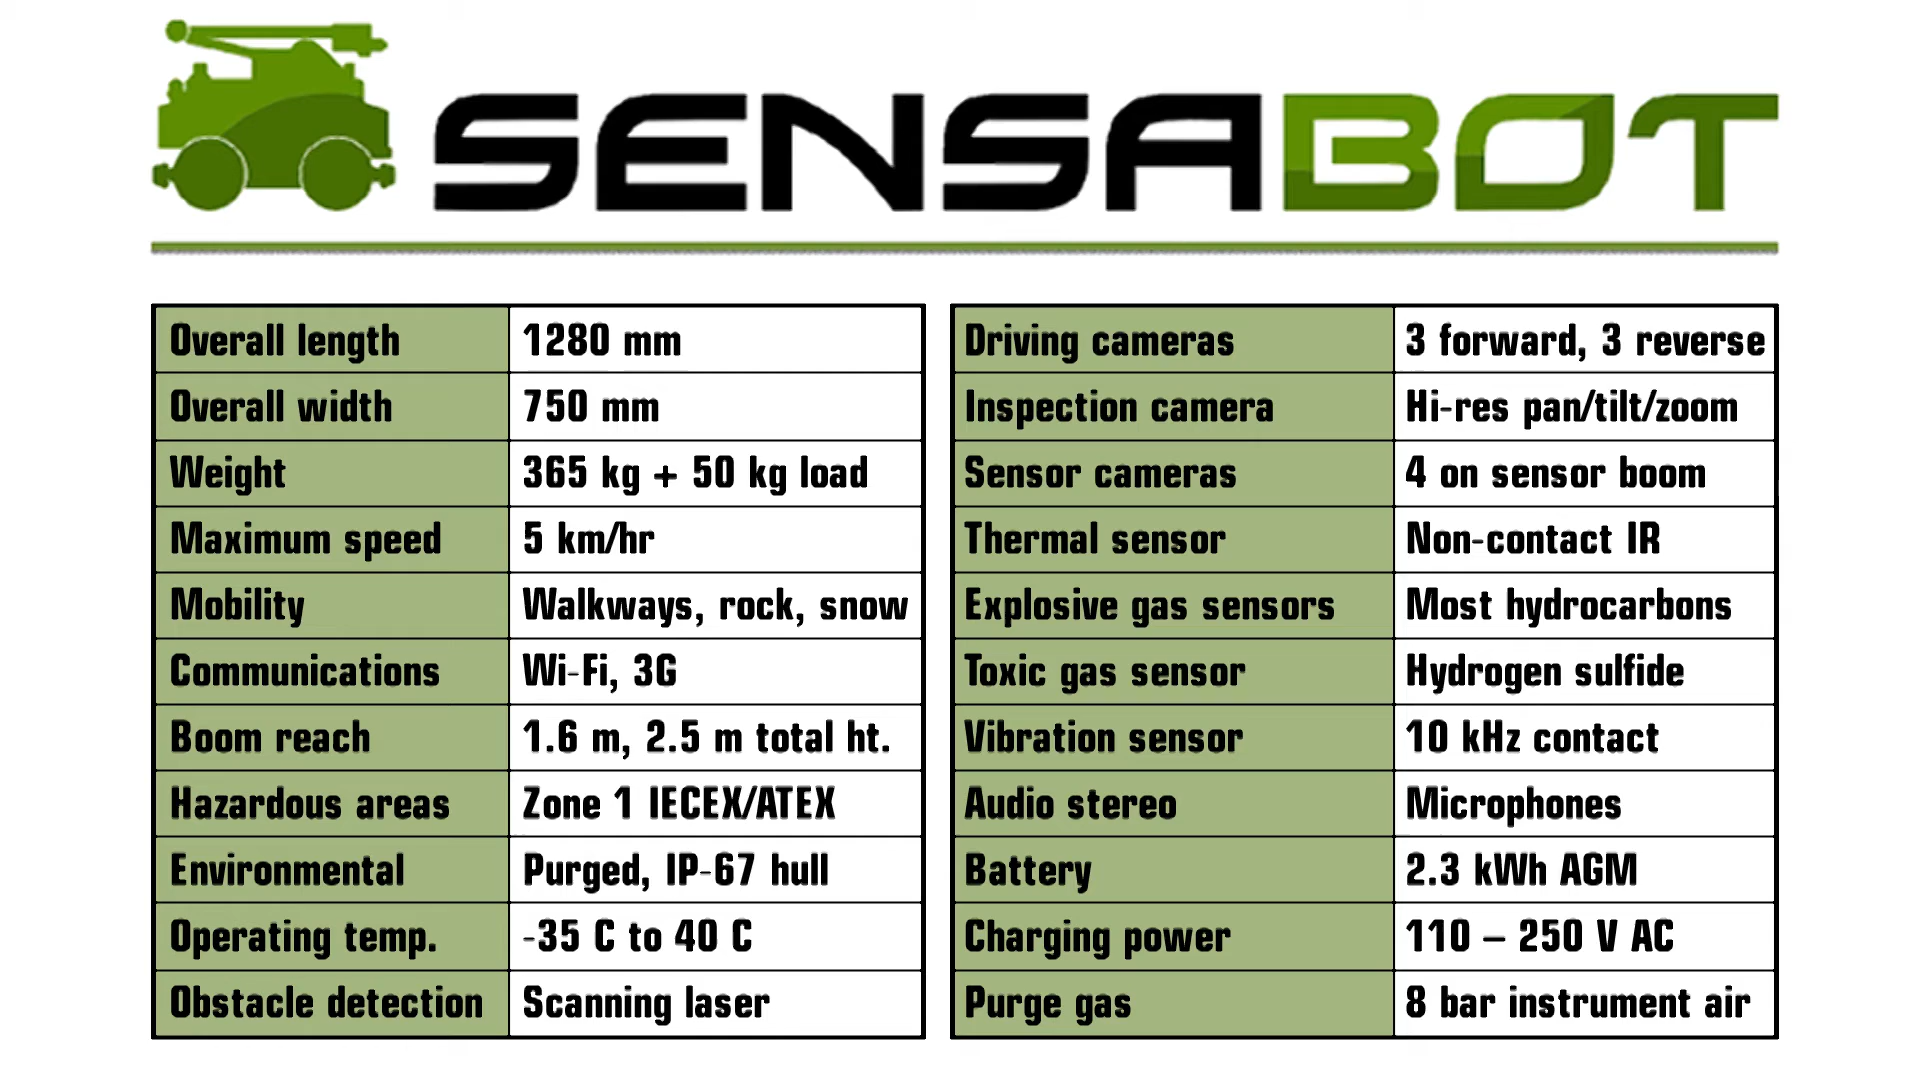 SENSABOT
Overall length 1280 mm
Overall width 750 mm
Weight 365 kg + 50 kg load
Maximum speed 5 km/hr
Mobility Walkways, rock, snow
Communications Wi-Fi, 3G
Boom reach 1.6 m, 2.5 m total ht.
Hazardous areas Zone 1 IECEX/ATEX
Environmental Purged, IP-67 hull
Operating temp. -35 C to 40 C
Obstacle detection Scanning laser
Driving cameras 3 forward, 3 reverse
Inspection camera Hi-res pan/tilt/zoom
Sensor cameras 4 on sensor boom
Thermal sensor Non-contact IR
Explosive gas sensors Most hydrocarbons
Toxic gas sensor Hydrogen sulfide
Vibration sensor 10 kHz contact
Audio stereo Microphones
Battery 2.3 kWh AGM
Charging power 110 – 250 V AC
Purge gas 8 bar instrument air